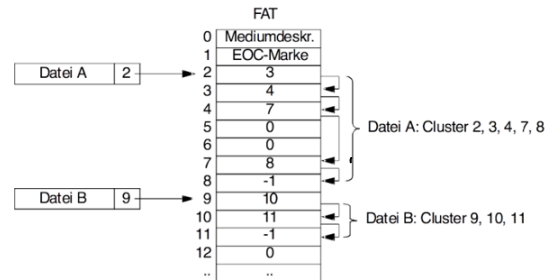 FAT
0 Mediumdeskr.
1 EOC-Marke
Datei A 2 2 3
3 4
4 7
5 0
Datei A: Cluster 2, 3, 4, 7, 8
6 0
7 8
8 -1
Datei B 9 9 10
10 11
Datei B: Cluster 9, 10, 11
11 -1
12 0
.. ..